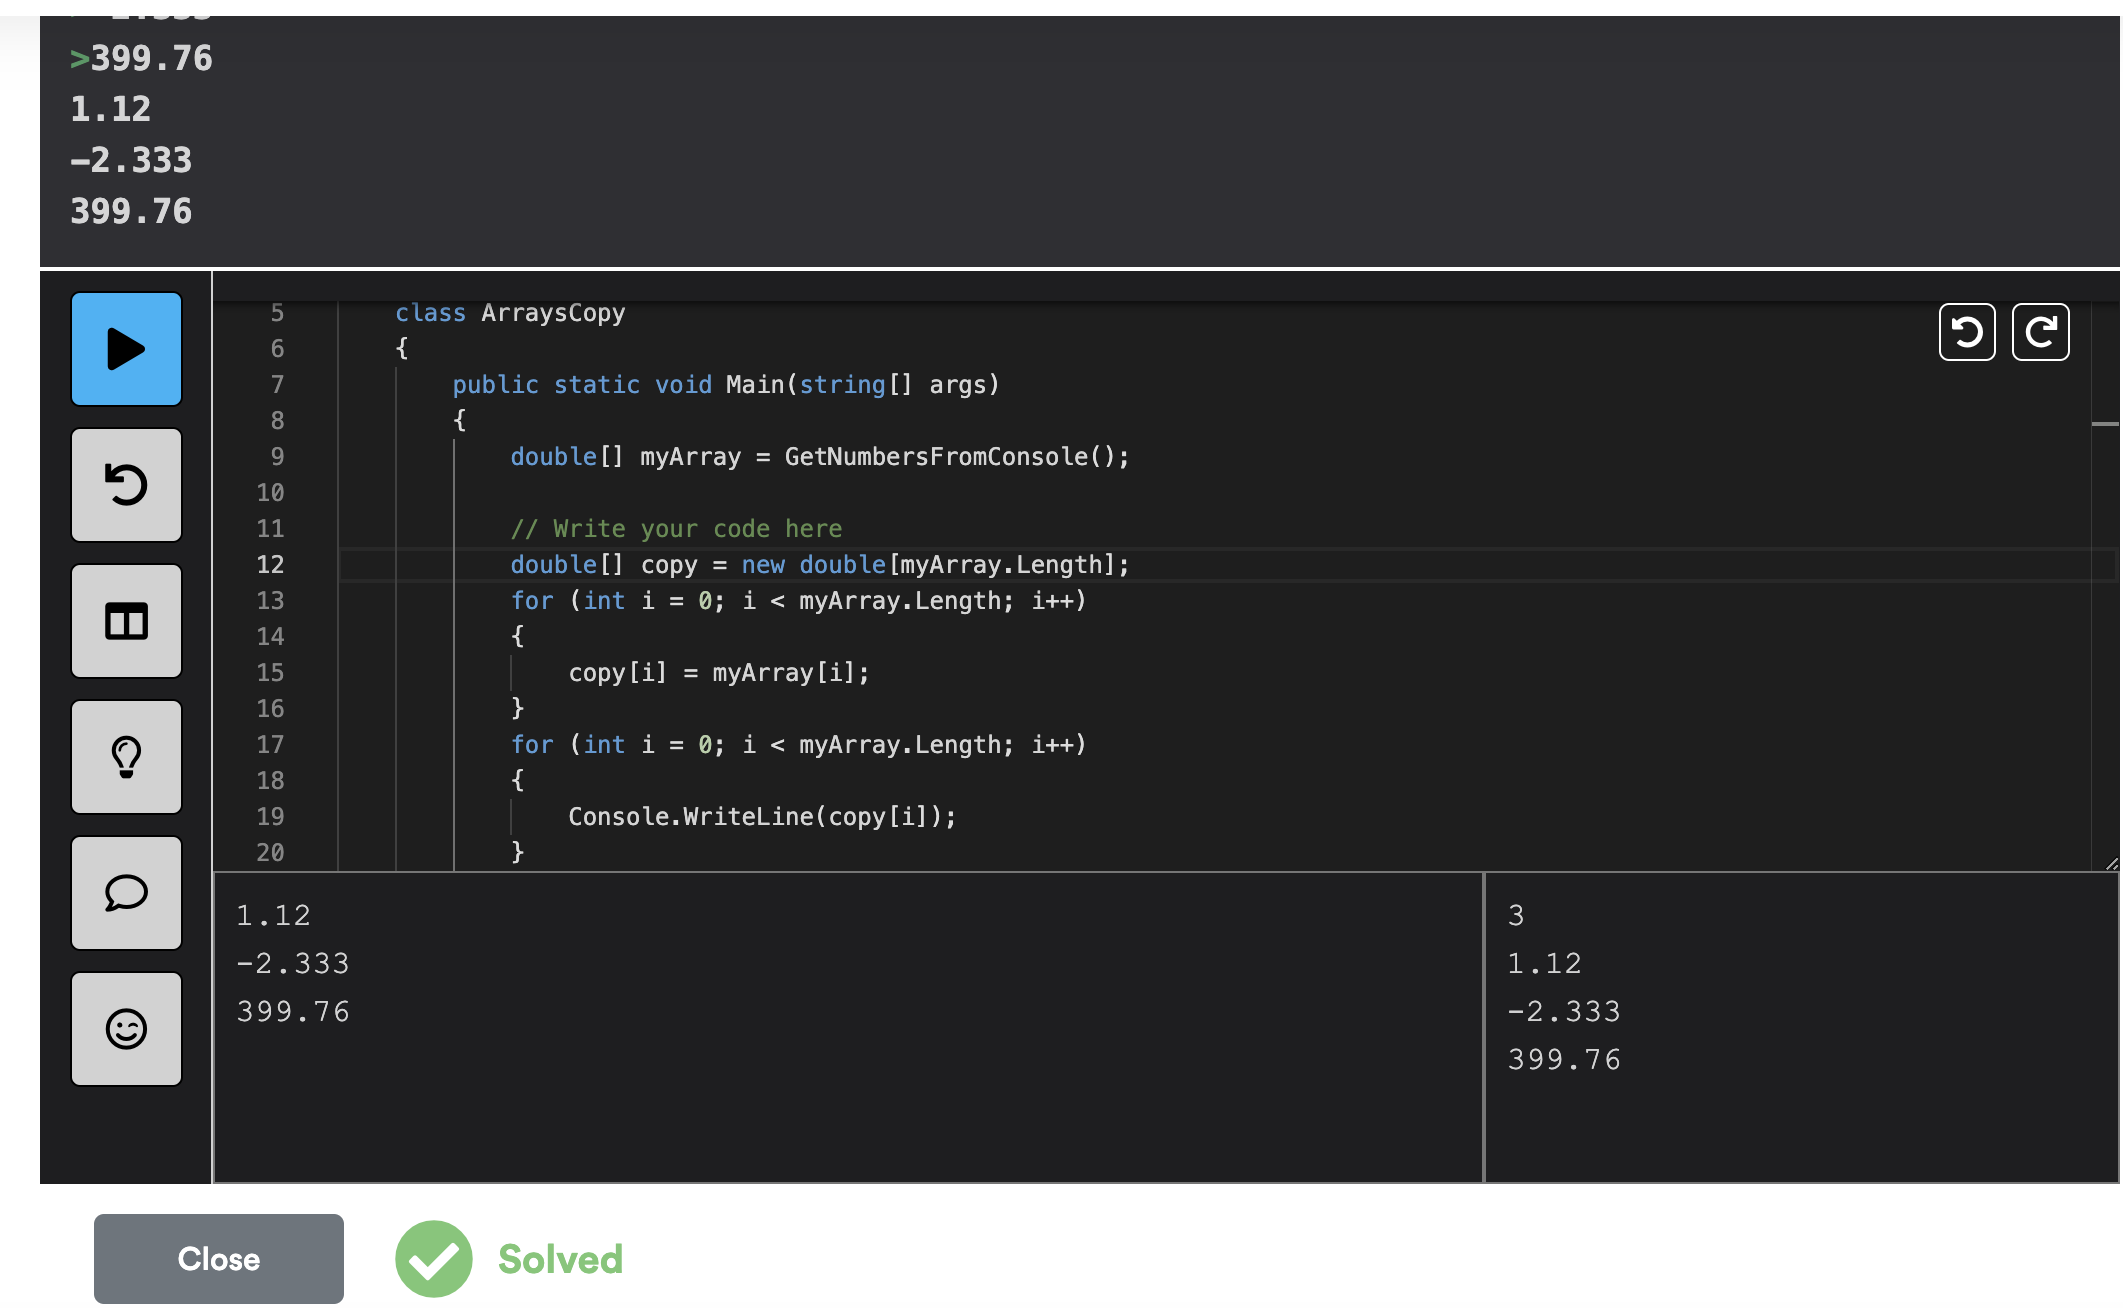 >399.76
1.12
-2.333
399.76
5 class ArraysCopy
6 {
7 public static void Main(string[] args)
8 {
9 double[] myArray = GetNumbersFromConsole();
10
11 // Write your code here
12 double[] copy = new double[myArray.Length];
13 for (int i = 0; i < myArray.Length; i++)
14 {
15 copy[i] = myArray[i];
16 }
17 for (int i = 0; i < myArray.Length; i++)
18 {
19 Console.WriteLine(copy[i]);
20 }
1.12
-2.333
399.76
3
1.12
-2.333
399.76
Close
Solved